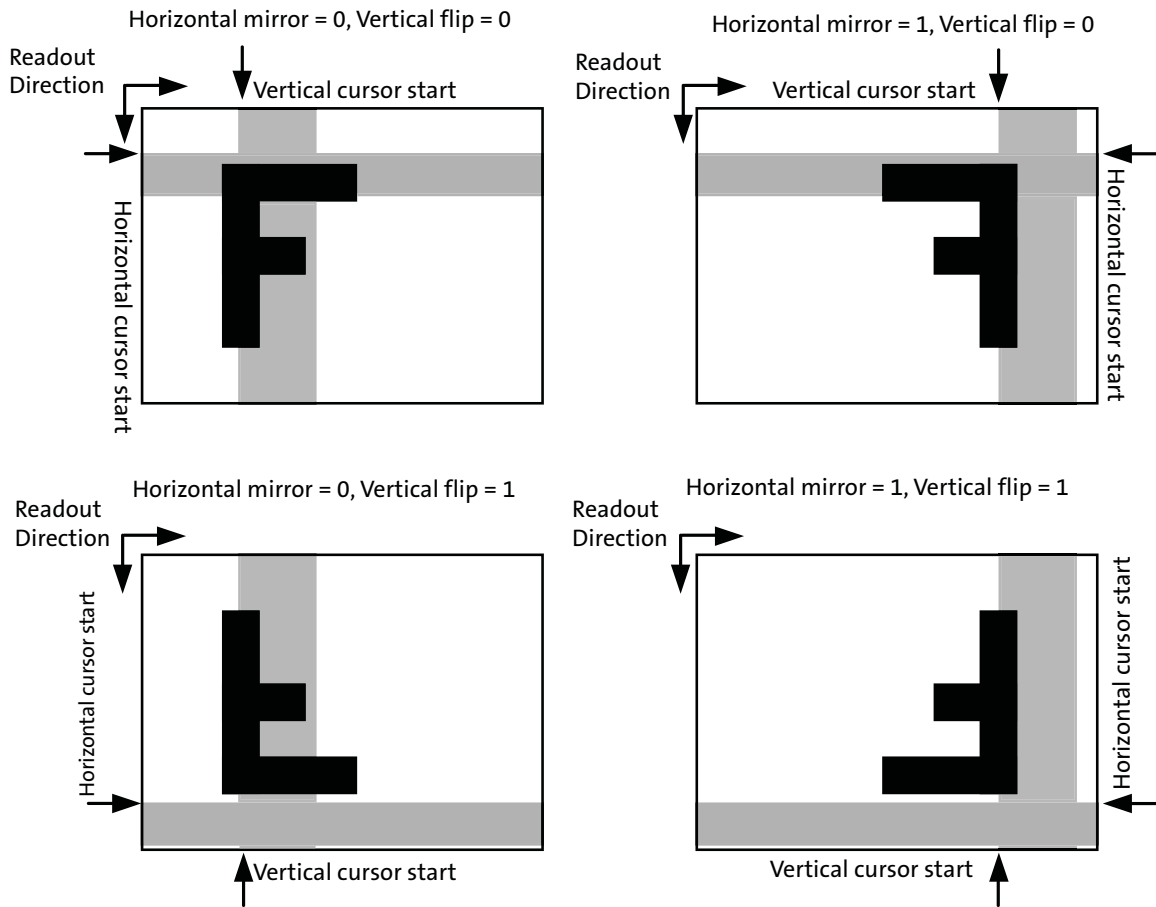 Horizontal mirror = 0, Vertical flip = 0
Readout
Direction
Vertical cursor start
Horizontal cursor start
Horizontal mirror = 1, Vertical flip = 0
Readout
Direction
Vertical cursor start
Horizontal cursor start
Horizontal mirror = 0, Vertical flip = 1
Readout
Direction
Horizontal cursor start
Vertical cursor start
Horizontal mirror = 1, Vertical flip = 1
Readout
Direction
Horizontal cursor start
Vertical cursor start